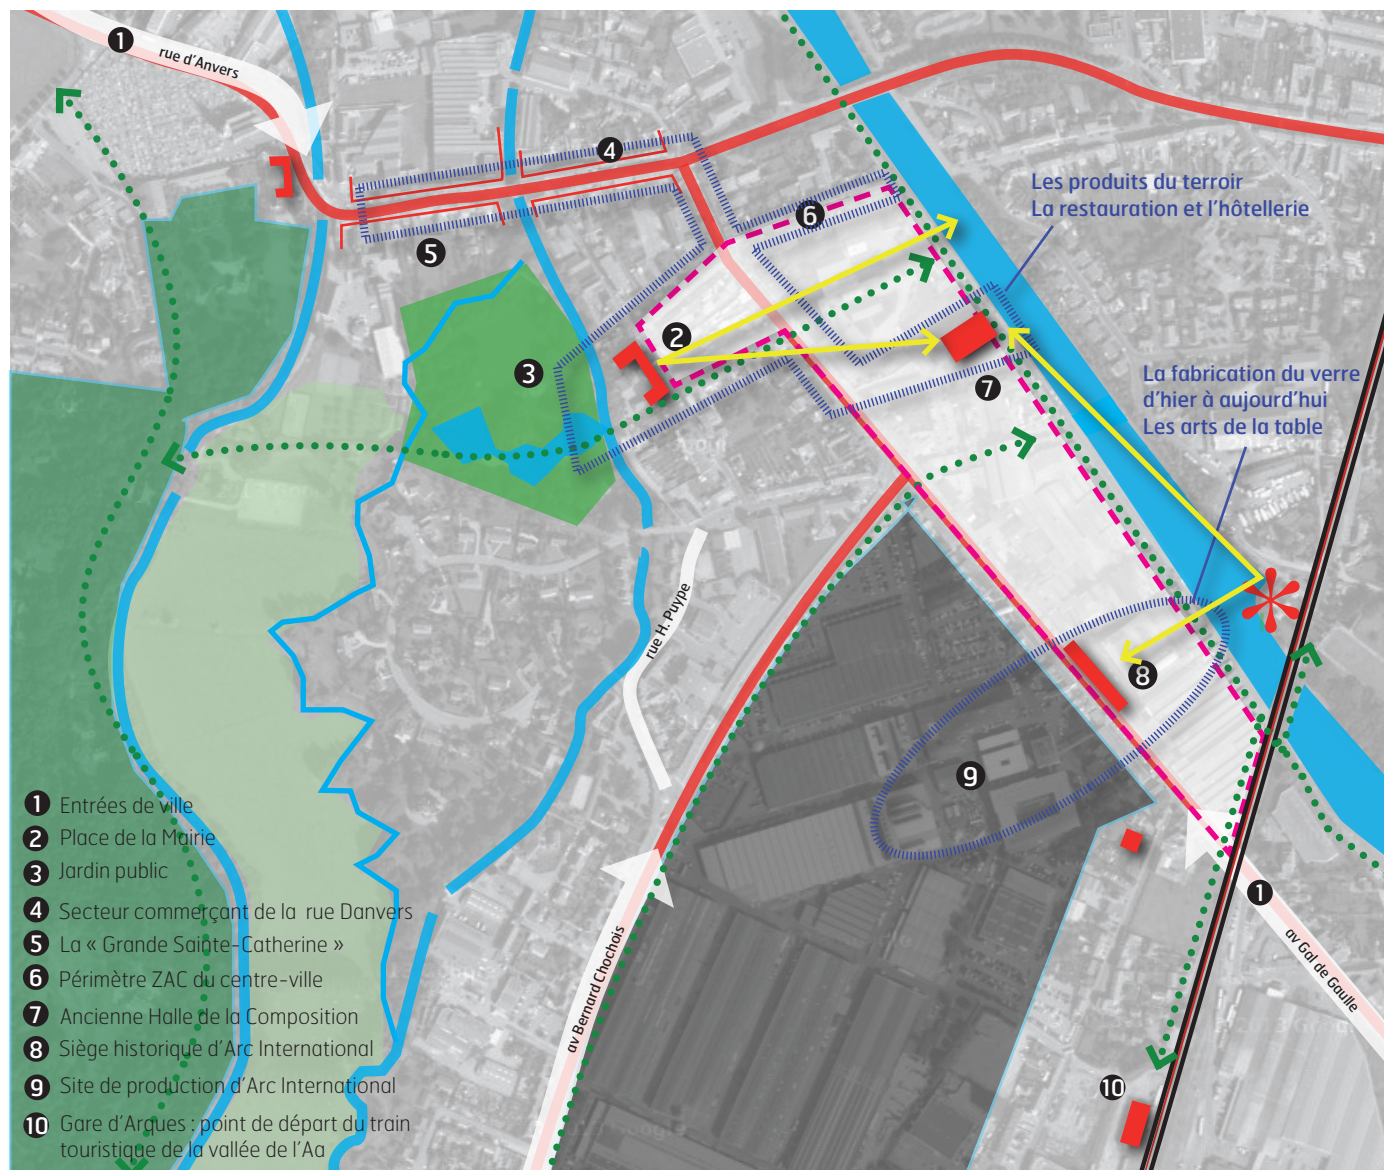 1
rue d'Anvers
4
5
6
Les produits du terroir
La restauration et l'hôtellerie
2
3
7
La fabrication du verre
d'hier à aujourd'hui
Les arts de la table
rue H. Puype
8
9
1
av Bernard Chochois
av Gal de Gaulle
10
1 Entrées de ville
2 Place de la Mairie
3 Jardin public
4 Secteur commerçant de la rue Danvers
5 La « Grande Sainte-Catherine »
6 Périmètre ZAC du centre-ville
7 Ancienne Halle de la Composition
8 Siège historique d'Arc International
9 Site de production d'Arc International
10 Gare d'Arques : point de départ du train
touristique de la vallée de l'Aa